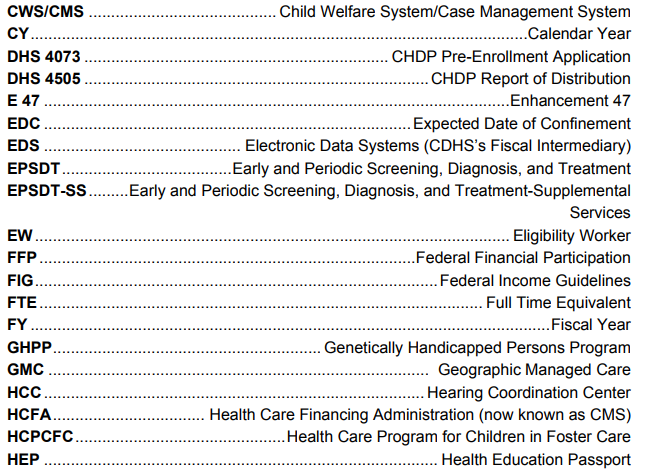 CWS/CMS .......................................... Child Welfare System/Case Management System
CY..............................................................................................................Calendar Year
DHS 4073 ................................................................... CHDP Pre-Enrollment Application
DHS 4505 ............................................................................CHDP Report of Distribution
E 47 .......................................................................................................Enhancement 47
EDC .................................................................................Expected Date of Confinement
EDS ........................................... Electronic Data Systems (CDHS's Fiscal Intermediary)
EPSDT......................................Early and Periodic Screening, Diagnosis, and Treatment
EPSDT-SS.........Early and Periodic Screening, Diagnosis, and Treatment-Supplemental
Services
EW......................................................................................................... Eligibility Worker
FFP...................................................................................Federal Financial Participation
FIG.........................................................................................Federal Income Guidelines
FTE................................................................................................... Full Time Equivalent
FY ...................................................................................................................Fiscal Year
GHPP........................................................... Genetically Handicapped Persons Program
GMC ..................................................................................... Geographic Managed Care
HCC .................................................................................... Hearing Coordination Center
HCFA.................................. Health Care Financing Administration (now known as CMS)
HCPCFC..............................................Health Care Program for Children in Foster Care
HEP ....................................................................................... Health Education Passport